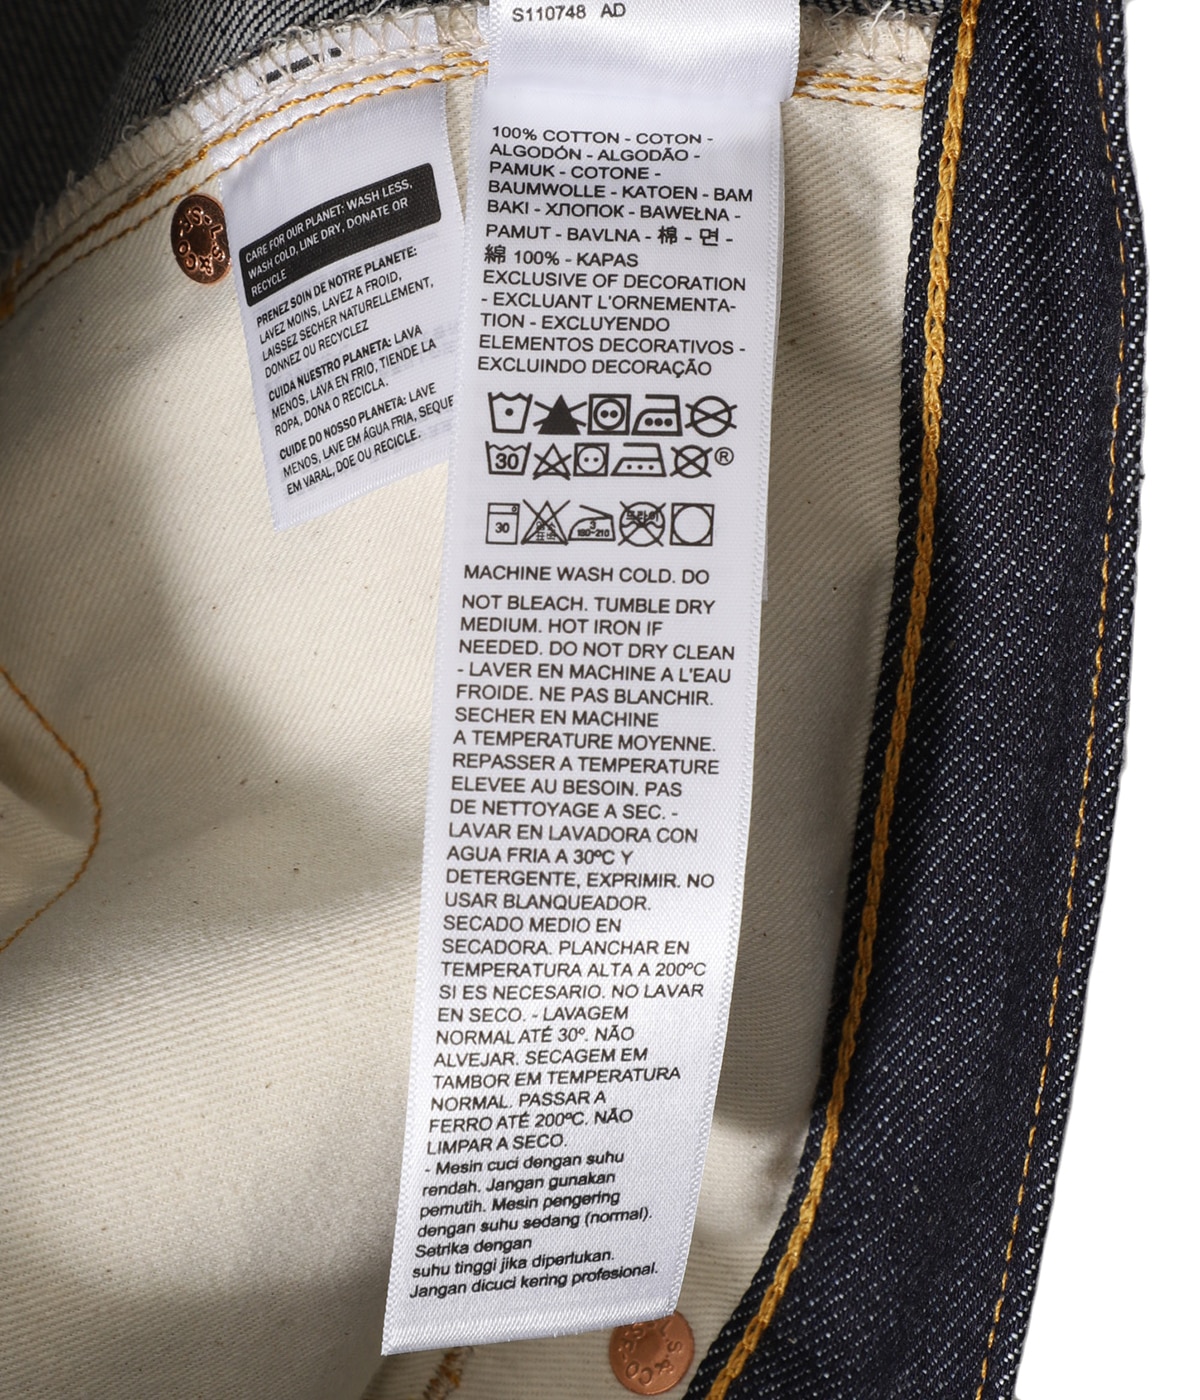 S110748 AD
CARE FOR OUR PLANET: WASH LESS,
WASH COLD, LINE DRY, DONATE OR
RECYCLE
PRENEZ SOIN DE NOTRE PLANETE:
LAVEZ MOINS, LAVEZ A FROID,
LAISSEZ SECHER NATURELLEMENT,
DONNEZ OU RECYCLEZ
CUIDA NUESTRO PLANETA: LAVA
MENOS, LAVA EN FRIO, TIENDE LA
ROPA, DONA O RECICLA.
CUIDE DO NOSSO PLANETA: LAVE
MENOS, LAVE EM ÁGUA FRIA, SEQUE
EM VARAL, DOE OU RECICLE.
100% COTTON - COTON -
ALGODÓN - ALGODÃO -
PAMUK - COTONE -
BAUMWOLLE - KATOEN - BAM
BAKI - ХЛОПОК - BAWEŁNA -
PAMUT - BAVLNA - 棉 - 면 -
綿 100% - KAPAS
EXCLUSIVE OF DECORATION
- EXCLUANT L'ORNEMENTA-
TION - EXCLUYENDO
ELEMENTOS DECORATIVOS -
EXCLUINDO DECORAÇÃO
30 ®
30 3 180~210 드라이
MACHINE WASH COLD. DO
NOT BLEACH. TUMBLE DRY
MEDIUM. HOT IRON IF
NEEDED. DO NOT DRY CLEAN
- LAVER EN MACHINE A L'EAU
FROIDE. NE PAS BLANCHIR.
SECHER EN MACHINE
A TEMPERATURE MOYENNE.
REPASSER A TEMPERATURE
ELEVEE AU BESOIN. PAS
DE NETTOYAGE A SEC. -
LAVAR EN LAVADORA CON
AGUA FRIA A 30ºC Y
DETERGENTE, EXPRIMIR. NO
USAR BLANQUEADOR.
SECADO MEDIO EN
SECADORA. PLANCHAR EN
TEMPERATURA ALTA A 200ºC
SI ES NECESARIO. NO LAVAR
EN SECO. - LAVAGEM
NORMAL ATÉ 30º. NÃO
ALVEJAR. SECAGEM EM
TAMBOR EM TEMPERATURA
NORMAL. PASSAR A
FERRO ATÉ 200ºC. NÃO
LIMPAR A SECO.
- Mesin cuci dengan suhu
rendah. Jangan gunakan
pemutih. Mesin pengering
dengan suhu sedang (normal).
Setrika dengan
suhu tinggi jika diperlukan.
Jangan dicuci kering profesional.